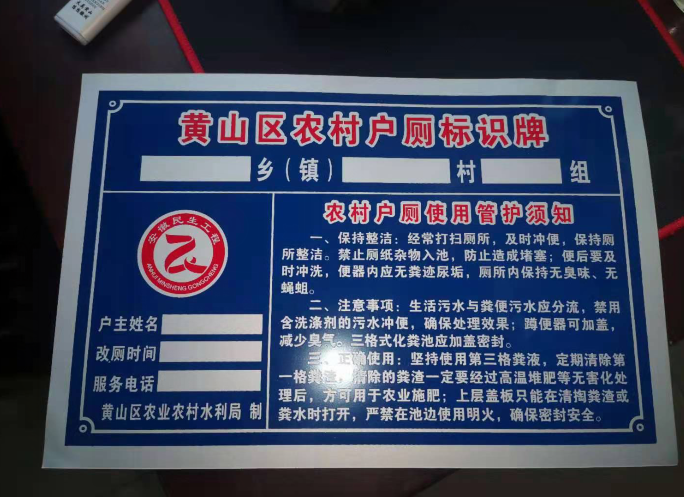 黄山区农村户厕标识牌
乡（镇） 村 组
安徽民生工程
ANHUI MINSHENG GONGCHENG
户主姓名
改厕时间
服务电话
黄山区农业农村水利局 制
农村户厕使用管护须知
一、保持整洁：经常打扫厕所，及时冲便，保持厕
所整洁。禁止厕纸杂物入池，防止造成堵塞；便后要及
时冲洗，便器内应无粪迹尿垢，厕所内保持无臭味、无
蝇蛆。
二、注意事项：生活污水与粪便污水应分流，禁用
含洗涤剂的污水冲便，确保处理效果；蹲便器可加盖，
减少臭气。三格式化粪池应加盖密封。
三、正确使用：坚持使用第三格粪液，定期清除第
一格粪渣，清除的粪渣一定要经过高温堆肥等无害化处
理后，方可用于农业施肥；上层盖板只能在清掏粪渣或
粪水时打开，严禁在池边使用明火，确保密封安全。